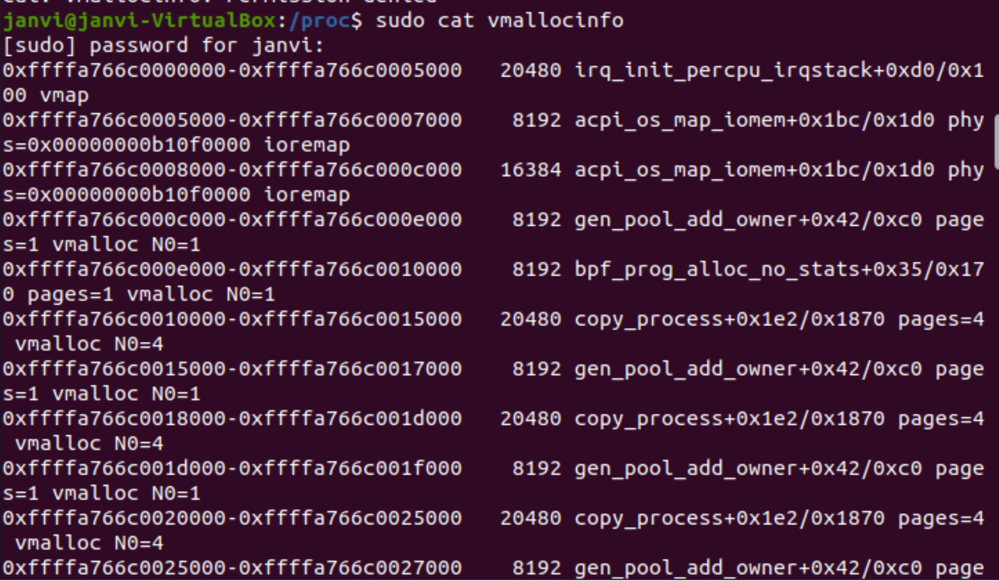 cat: vmallocinfo: Permission denied
janvi@janvi-VirtualBox:/proc$ sudo cat vmallocinfo
[sudo] password for janvi:
0xffffa766c0000000-0xffffa766c0005000   20480 irq_init_percpu_irqstack+0xd0/0x1
00 vmap
0xffffa766c0005000-0xffffa766c0007000    8192 acpi_os_map_iomem+0x1bc/0x1d0 phy
s=0x00000000b10f0000 ioremap
0xffffa766c0008000-0xffffa766c000c000   16384 acpi_os_map_iomem+0x1bc/0x1d0 phy
s=0x00000000b10f0000 ioremap
0xffffa766c000c000-0xffffa766c000e000    8192 gen_pool_add_owner+0x42/0xc0 page
s=1 vmalloc N0=1
0xffffa766c000e000-0xffffa766c0010000    8192 bpf_prog_alloc_no_stats+0x35/0x17
0 pages=1 vmalloc N0=1
0xffffa766c0010000-0xffffa766c0015000   20480 copy_process+0x1e2/0x1870 pages=4
 vmalloc N0=4
0xffffa766c0015000-0xffffa766c0017000    8192 gen_pool_add_owner+0x42/0xc0 page
s=1 vmalloc N0=1
0xffffa766c0018000-0xffffa766c001d000   20480 copy_process+0x1e2/0x1870 pages=4
 vmalloc N0=4
0xffffa766c001d000-0xffffa766c001f000    8192 gen_pool_add_owner+0x42/0xc0 page
s=1 vmalloc N0=1
0xffffa766c0020000-0xffffa766c0025000   20480 copy_process+0x1e2/0x1870 pages=4
 vmalloc N0=4
0xffffa766c0025000-0xffffa766c0027000    8192 gen_pool_add_owner+0x42/0xc0 page